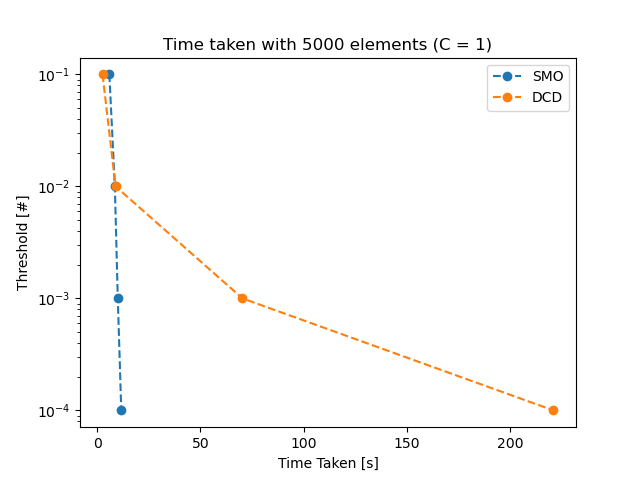 Time taken with 5000 elements (C = 1)
SMO
DCD
Threshold [#]
10⁻¹
10⁻²
10⁻³
10⁻⁴
0 50 100 150 200
Time Taken [s]